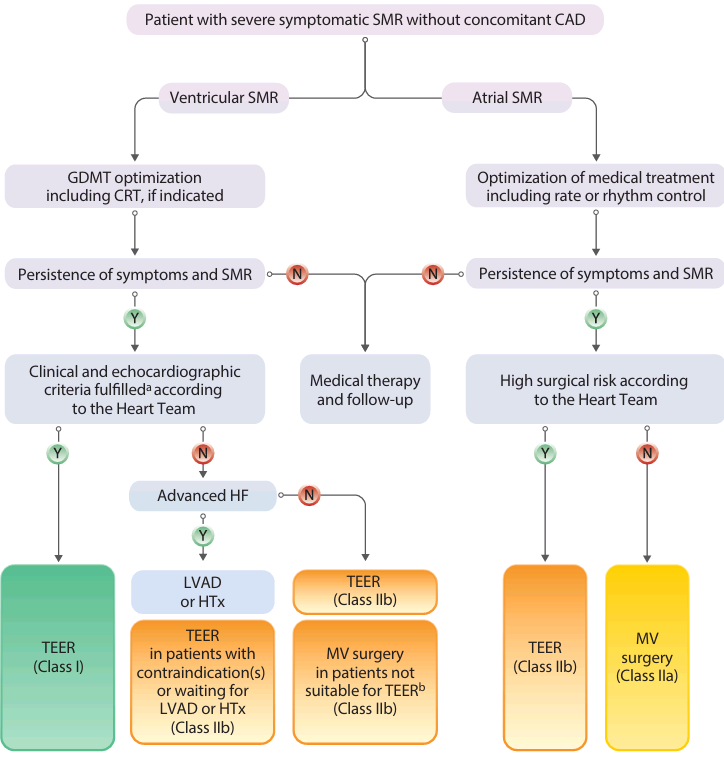 Patient with severe symptomatic SMR without concomitant CAD
Ventricular SMR
Atrial SMR
GDMT optimization
including CRT, if indicated
Optimization of medical treatment
including rate or rhythm control
Persistence of symptoms and SMR
N
N
Persistence of symptoms and SMR
Y
Y
Clinical and echocardiographic
criteria fulfilledᵃ according
to the Heart Team
Medical therapy
and follow-up
High surgical risk according
to the Heart Team
Y
N
Y
N
Advanced HF
N
Y
TEER
(Class I)
LVAD
or HTx
TEER
in patients with
contraindication(s)
or waiting for
LVAD or HTx
(Class IIb)
TEER
(Class IIb)
MV surgery
in patients not
suitable for TEERᵇ
(Class IIb)
TEER
(Class IIb)
MV
surgery
(Class IIa)